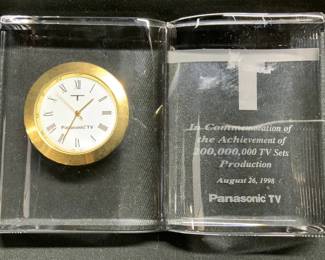 T
Panasonic TV
T
In Commemoration of
the Achievement of
200,000,000 TV Sets
Production
August 26, 1998
Panasonic TV